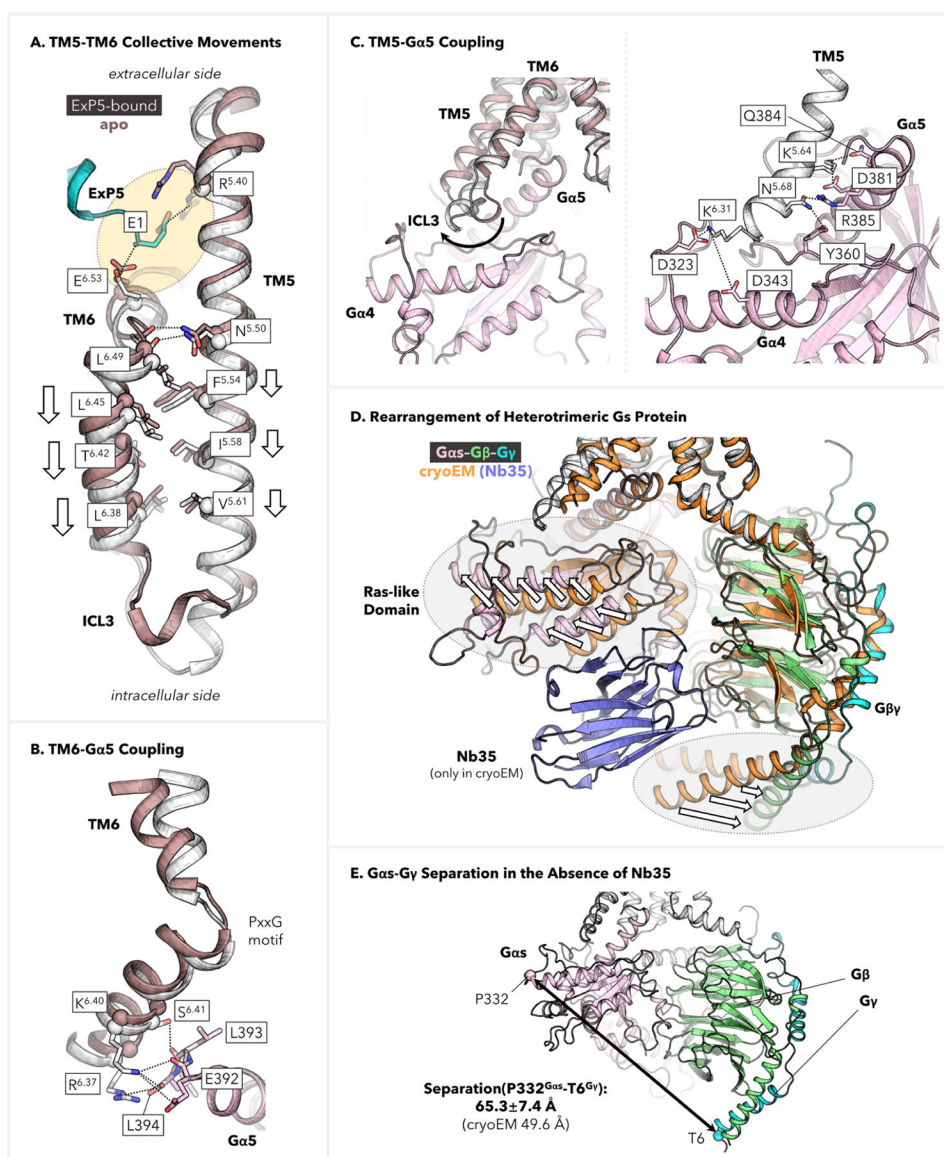 A. TM5-TM6 Collective Movements
extracellular side
ExP5-bound
apo
ExP5
R5.40
E1
E6.53
TM5
TM6
N5.50
L6.49
F5.54
L6.45
I5.58
T6.42
L6.38
V5.61
ICL3
intracellular side
B. TM6-Gα5 Coupling
TM6
PxxG
motif
K6.40
S6.41
L393
R6.37
E392
L394
Gα5
C. TM5-Gα5 Coupling
TM6
TM5
Gα5
ICL3
Gα4
TM5
Q384
Gα5
K5.64
D381
N5.68
K6.31
R385
D323
Y360
D343
Gα4
D. Rearrangement of Heterotrimeric Gs Protein
Gαs-Gβ-Gγ
cryoEM (Nb35)
Ras-like
Domain
Gβγ
Nb35
(only in cryoEM)
E. Gαs-Gγ Separation in the Absence of Nb35
Gαs
P332
Gβ
Gγ
Separation(P332Gαs-T6Gγ):
65.3±7.4 Å
(cryoEM 49.6 Å)
T6